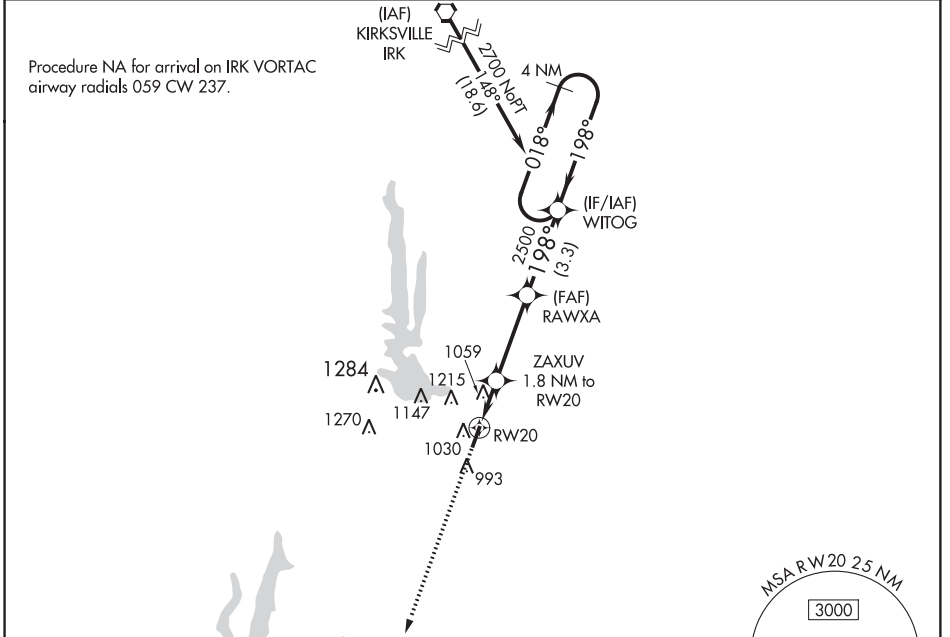 (IAF)
KIRKSVILLE
IRK
Procedure NA for arrival on IRK VORTAC
airway radials 059 CW 237.
2700 NoPT
148°
(18.6)
4 NM
018°
198°
(IF/IAF)
WITOG
2500
198°
(3.3)
(FAF)
RAWXA
ZAXUV
1.8 NM to
RW20
1059
1284
1215
1147
1270
1030
RW20
993
MSA RW20 25 NM
3000